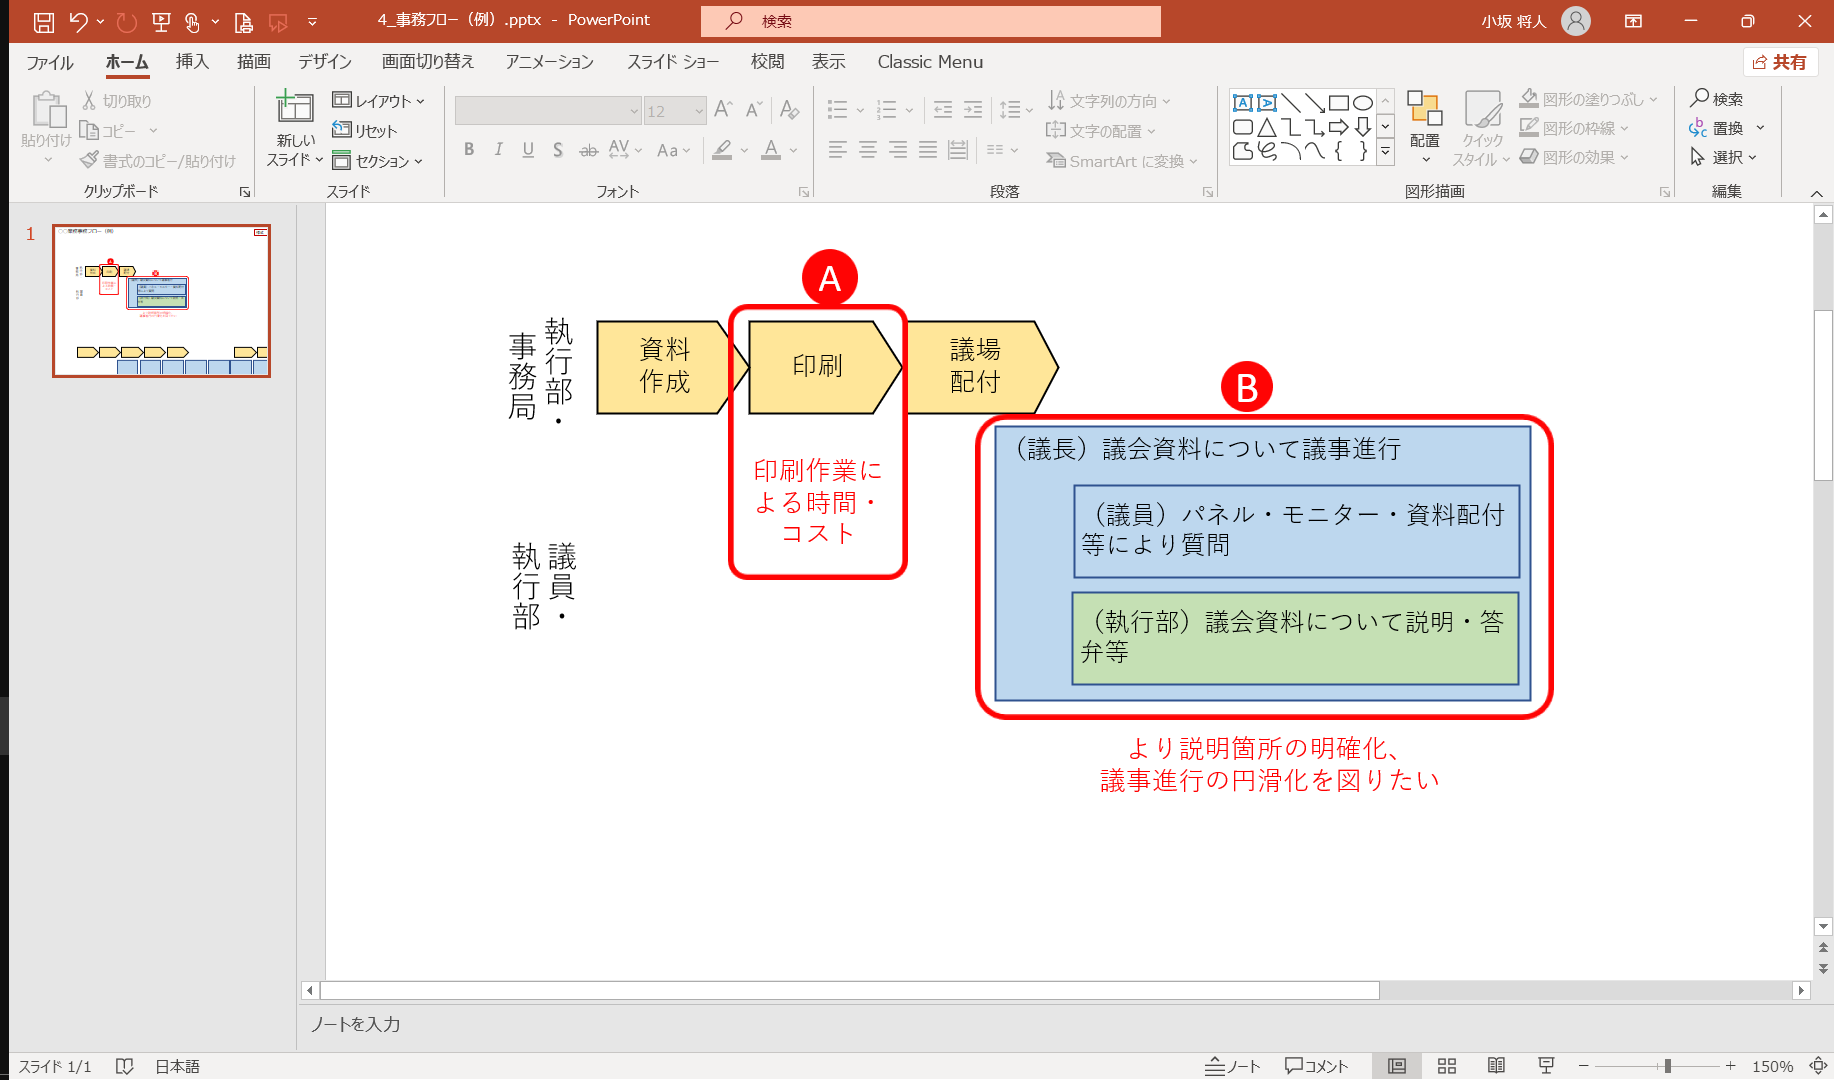 4_事務フロー（例）.pptx - PowerPoint
検索
小坂 将人
ファイル ホーム 挿入 描画 デザイン 画面切り替え アニメーション スライド ショー 校閲 表示 Classic Menu
共有
貼り付け
切り取り
コピー
書式のコピー/貼り付け
クリップボード
新しい
スライド
レイアウト
リセット
セクション
スライド
12
B I U S ab AV Aa A
フォント
文字列の方向
文字の配置
SmartArt に変換
段落
配置
クイック
スタイル
図形の塗りつぶし
図形の枠線
図形の効果
図形描画
検索
置換
選択
編集
1
執行部・
事務局
資料
作成
A
印刷
議場
配付
印刷作業に
よる時間・
コスト
議員・
執行部
B
（議長）議会資料について議事進行
（議員）パネル・モニター・資料配付
等により質問
（執行部）議会資料について説明・答
弁等
より説明箇所の明確化、
議事進行の円滑化を図りたい
ノートを入力
スライド 1/1
日本語
ノート
コメント
150%